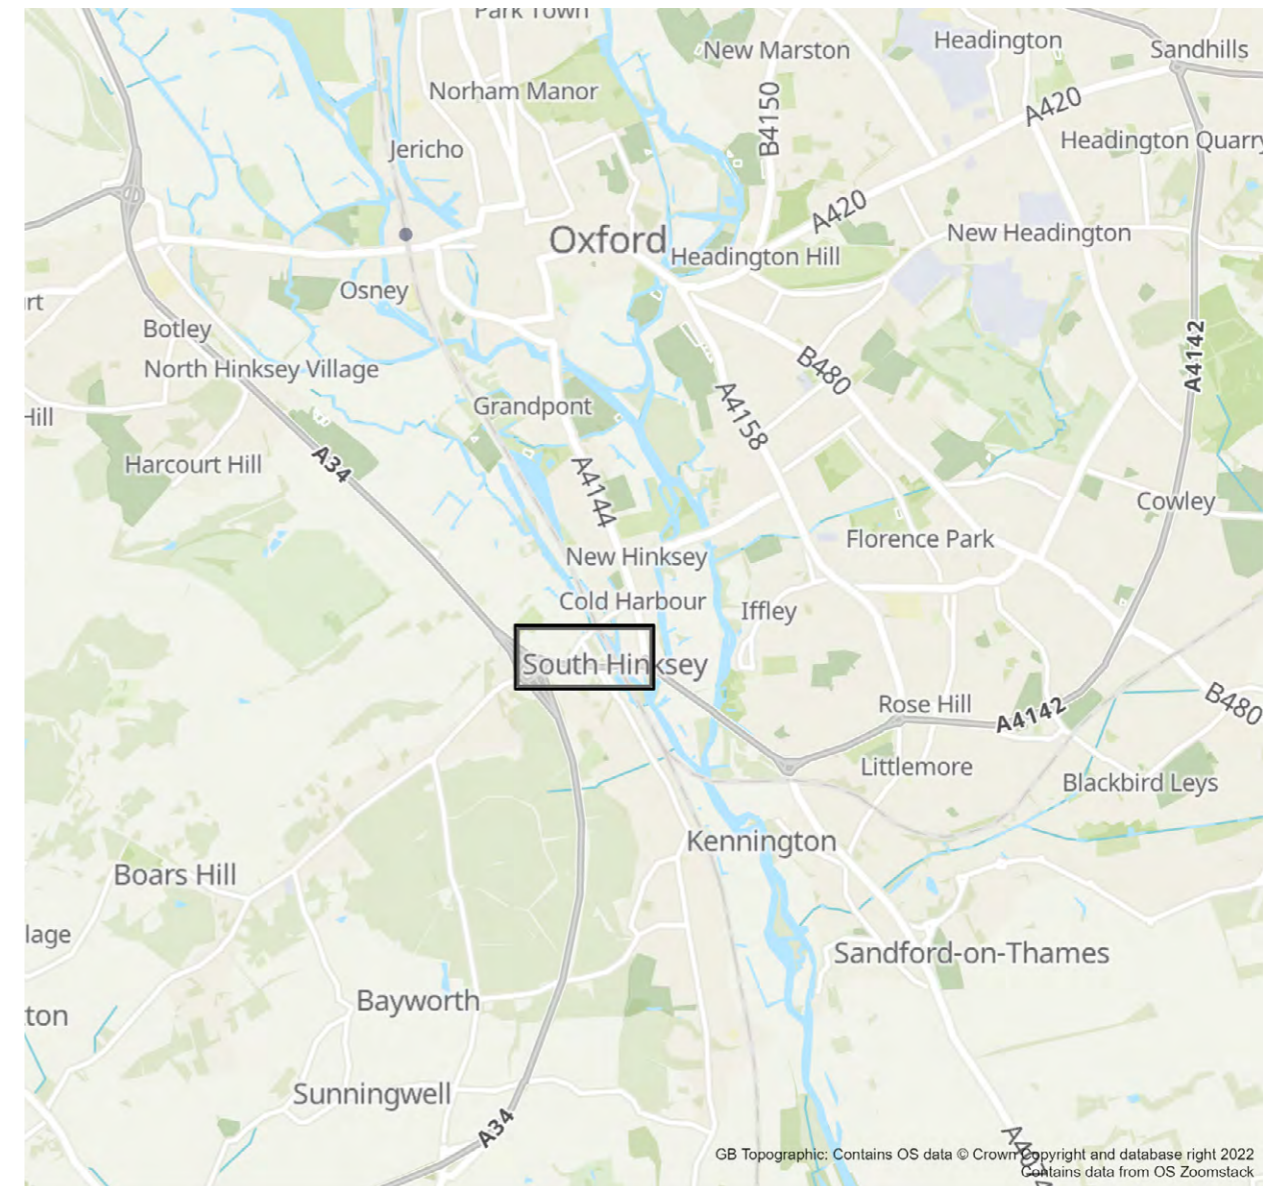 Park Town
New Marston
Headington
Sandhills
Norham Manor
B4150
A420
Headington Quarry
Jericho
A420
Oxford
New Headington
Headington Hill
Osney
rt
Botley
B480
A4142
North Hinksey Village
Grandpont
A4158
Hill
Harcourt Hill
A34
A4144
Cowley
Florence Park
New Hinksey
Cold Harbour
Iffley
South Hinksey
Rose Hill
A4142
B480
Littlemore
Blackbird Leys
Kennington
Boars Hill
lage
Sandford-on-Thames
Bayworth
ton
Sunningwell
A34
GB Topographic: Contains OS data © Crown Copyright and database right 2022
Contains data from OS Zoomstack